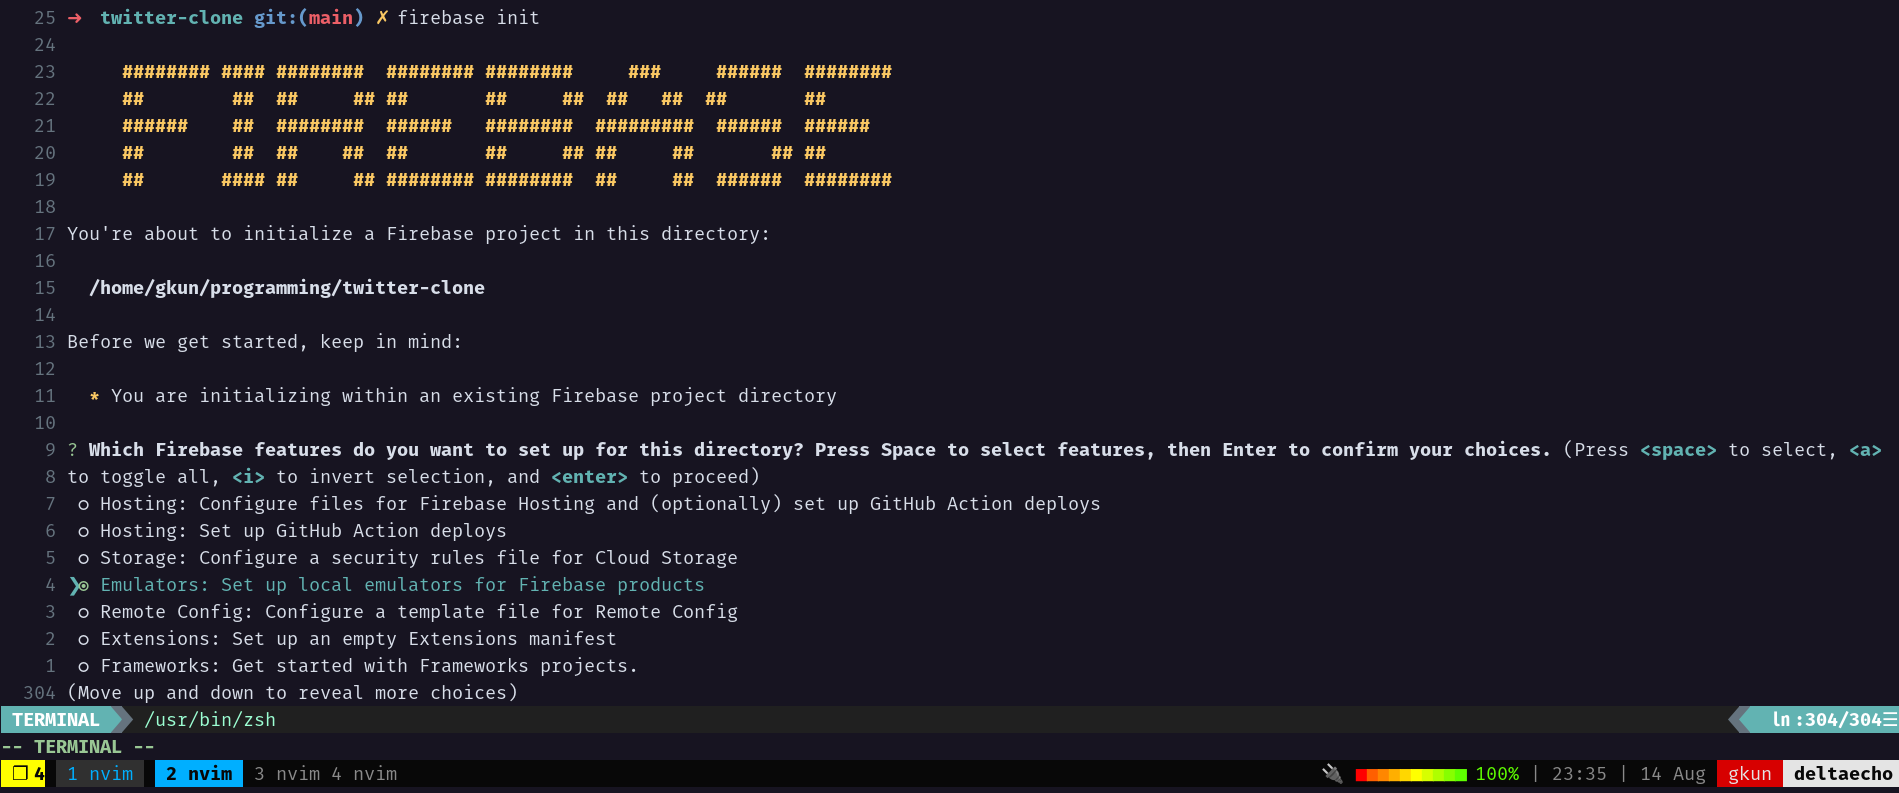 25 ➜  twitter-clone git:(main) ✗ firebase init
24
23      ######## #### ########  ######## ########     ###     ######  ########
22      ##        ##  ##     ## ##       ##     ##  ##   ##  ##       ##
21      ######    ##  ########  ######   ########  #########  ######  ######
20      ##        ##  ##    ##  ##       ##     ## ##     ##       ## ##
19      ##       #### ##     ## ######## ########  ##     ##  ######  ########
18
17 You're about to initialize a Firebase project in this directory:
16
15   /home/gkun/programming/twitter-clone
14
13 Before we get started, keep in mind:
12
11   * You are initializing within an existing Firebase project directory
10
9 ? Which Firebase features do you want to set up for this directory? Press Space to select features, then Enter to confirm your choices. (Press <space> to select, <a>
8 to toggle all, <i> to invert selection, and <enter> to proceed)
7  ○ Hosting: Configure files for Firebase Hosting and (optionally) set up GitHub Action deploys
6  ○ Hosting: Set up GitHub Action deploys
5  ○ Storage: Configure a security rules file for Cloud Storage
4 ❯◉ Emulators: Set up local emulators for Firebase products
3  ○ Remote Config: Configure a template file for Remote Config
2  ○ Extensions: Set up an empty Extensions manifest
1  ○ Frameworks: Get started with Frameworks projects.
304 (Move up and down to reveal more choices)
TERMINAL /usr/bin/zsh ln:304/304☰
-- TERMINAL --
❐ 4 1 nvim 2 nvim 3 nvim 4 nvim 🔌 100% | 23:35 | 14 Aug gkun deltaecho